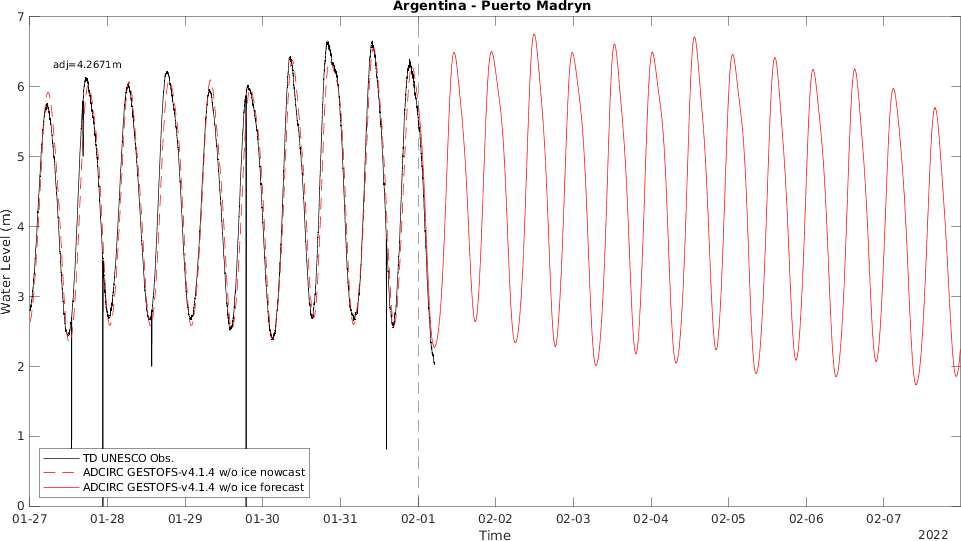 Argentina - Puerto Madryn
adj=4.2671m
Water Level (m)
7
6
5
4
3
2
1
0
TD UNESCO Obs.
ADCIRC GESTOFS-v4.1.4 w/o ice nowcast
ADCIRC GESTOFS-v4.1.4 w/o ice forecast
01-27 01-28 01-29 01-30 01-31 02-01 02-02 02-03 02-04 02-05 02-06 02-07
Time
2022